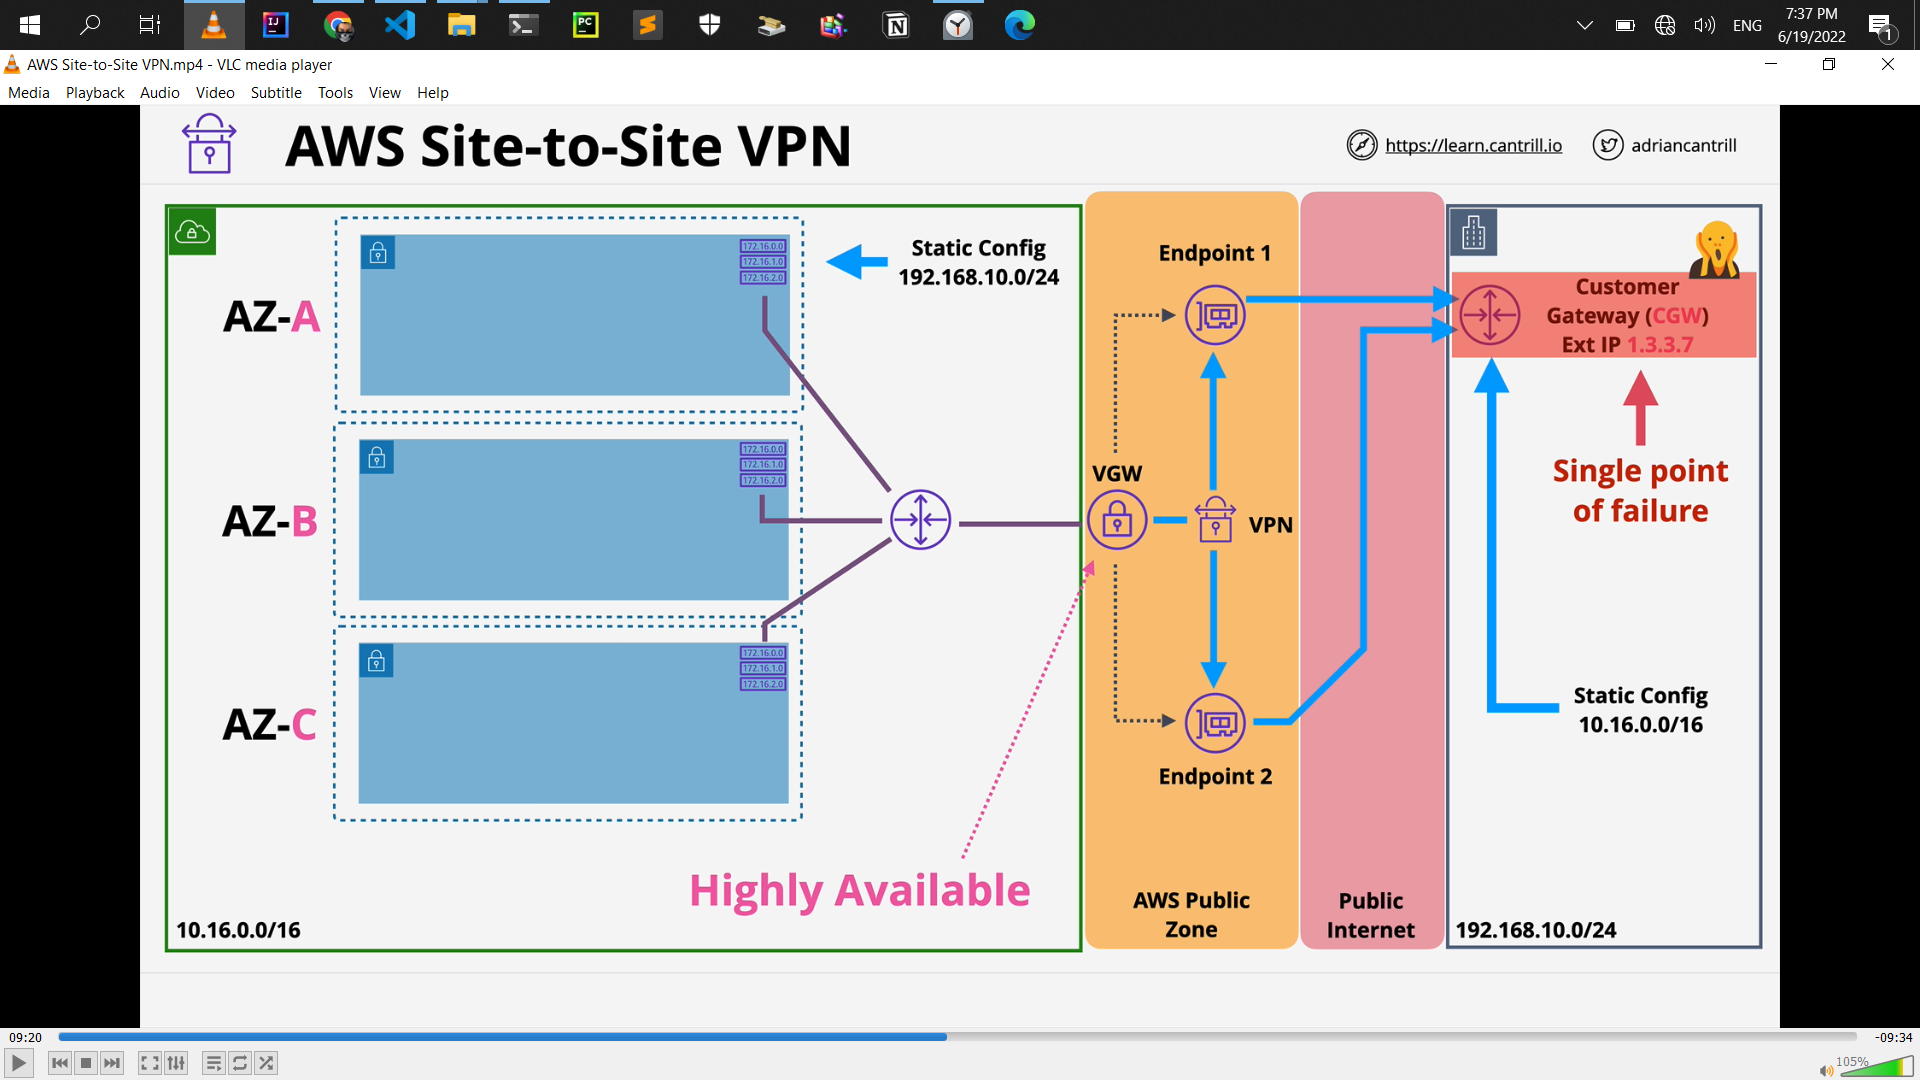 ENG
7:37 PM
6/19/2022
1
IJ
PC
N
AWS Site-to-Site VPN.mp4 - VLC media player
Media Playback Audio Video Subtitle Tools View Help
AWS Site-to-Site VPN
https://learn.cantrill.io
adriancantrill
AZ-A
172.16.0.0
172.16.1.0
172.16.2.0
Static Config
192.168.10.0/24
AZ-B
172.16.0.0
172.16.1.0
172.16.2.0
AZ-C
172.16.0.0
172.16.1.0
172.16.2.0
Highly Available
10.16.0.0/16
Endpoint 1
VGW
VPN
Endpoint 2
AWS Public
Zone
Public
Internet
Customer
Gateway (CGW)
Ext IP 1.3.3.7
Single point
of failure
Static Config
10.16.0.0/16
192.168.10.0/24
09:20
-09:34
105%